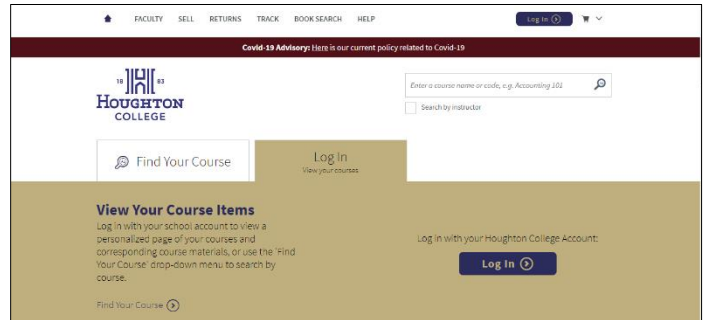 FACULTY SELL RETURNS TRACK BOOK SEARCH HELP Log In
Covid-19 Advisory: Here is our current policy related to Covid-19
18 83
HOUGHTON
COLLEGE
Enter a course name or code, e.g. Accounting 101
Search by instructor
Find Your Course
Log In
View your courses
View Your Course Items
Log in with your school account to view a
personalized page of your courses and
corresponding course materials, or use the 'Find
Your Course' drop-down menu to search by
course.
Find Your Course
Log in with your Houghton College Account:
Log In